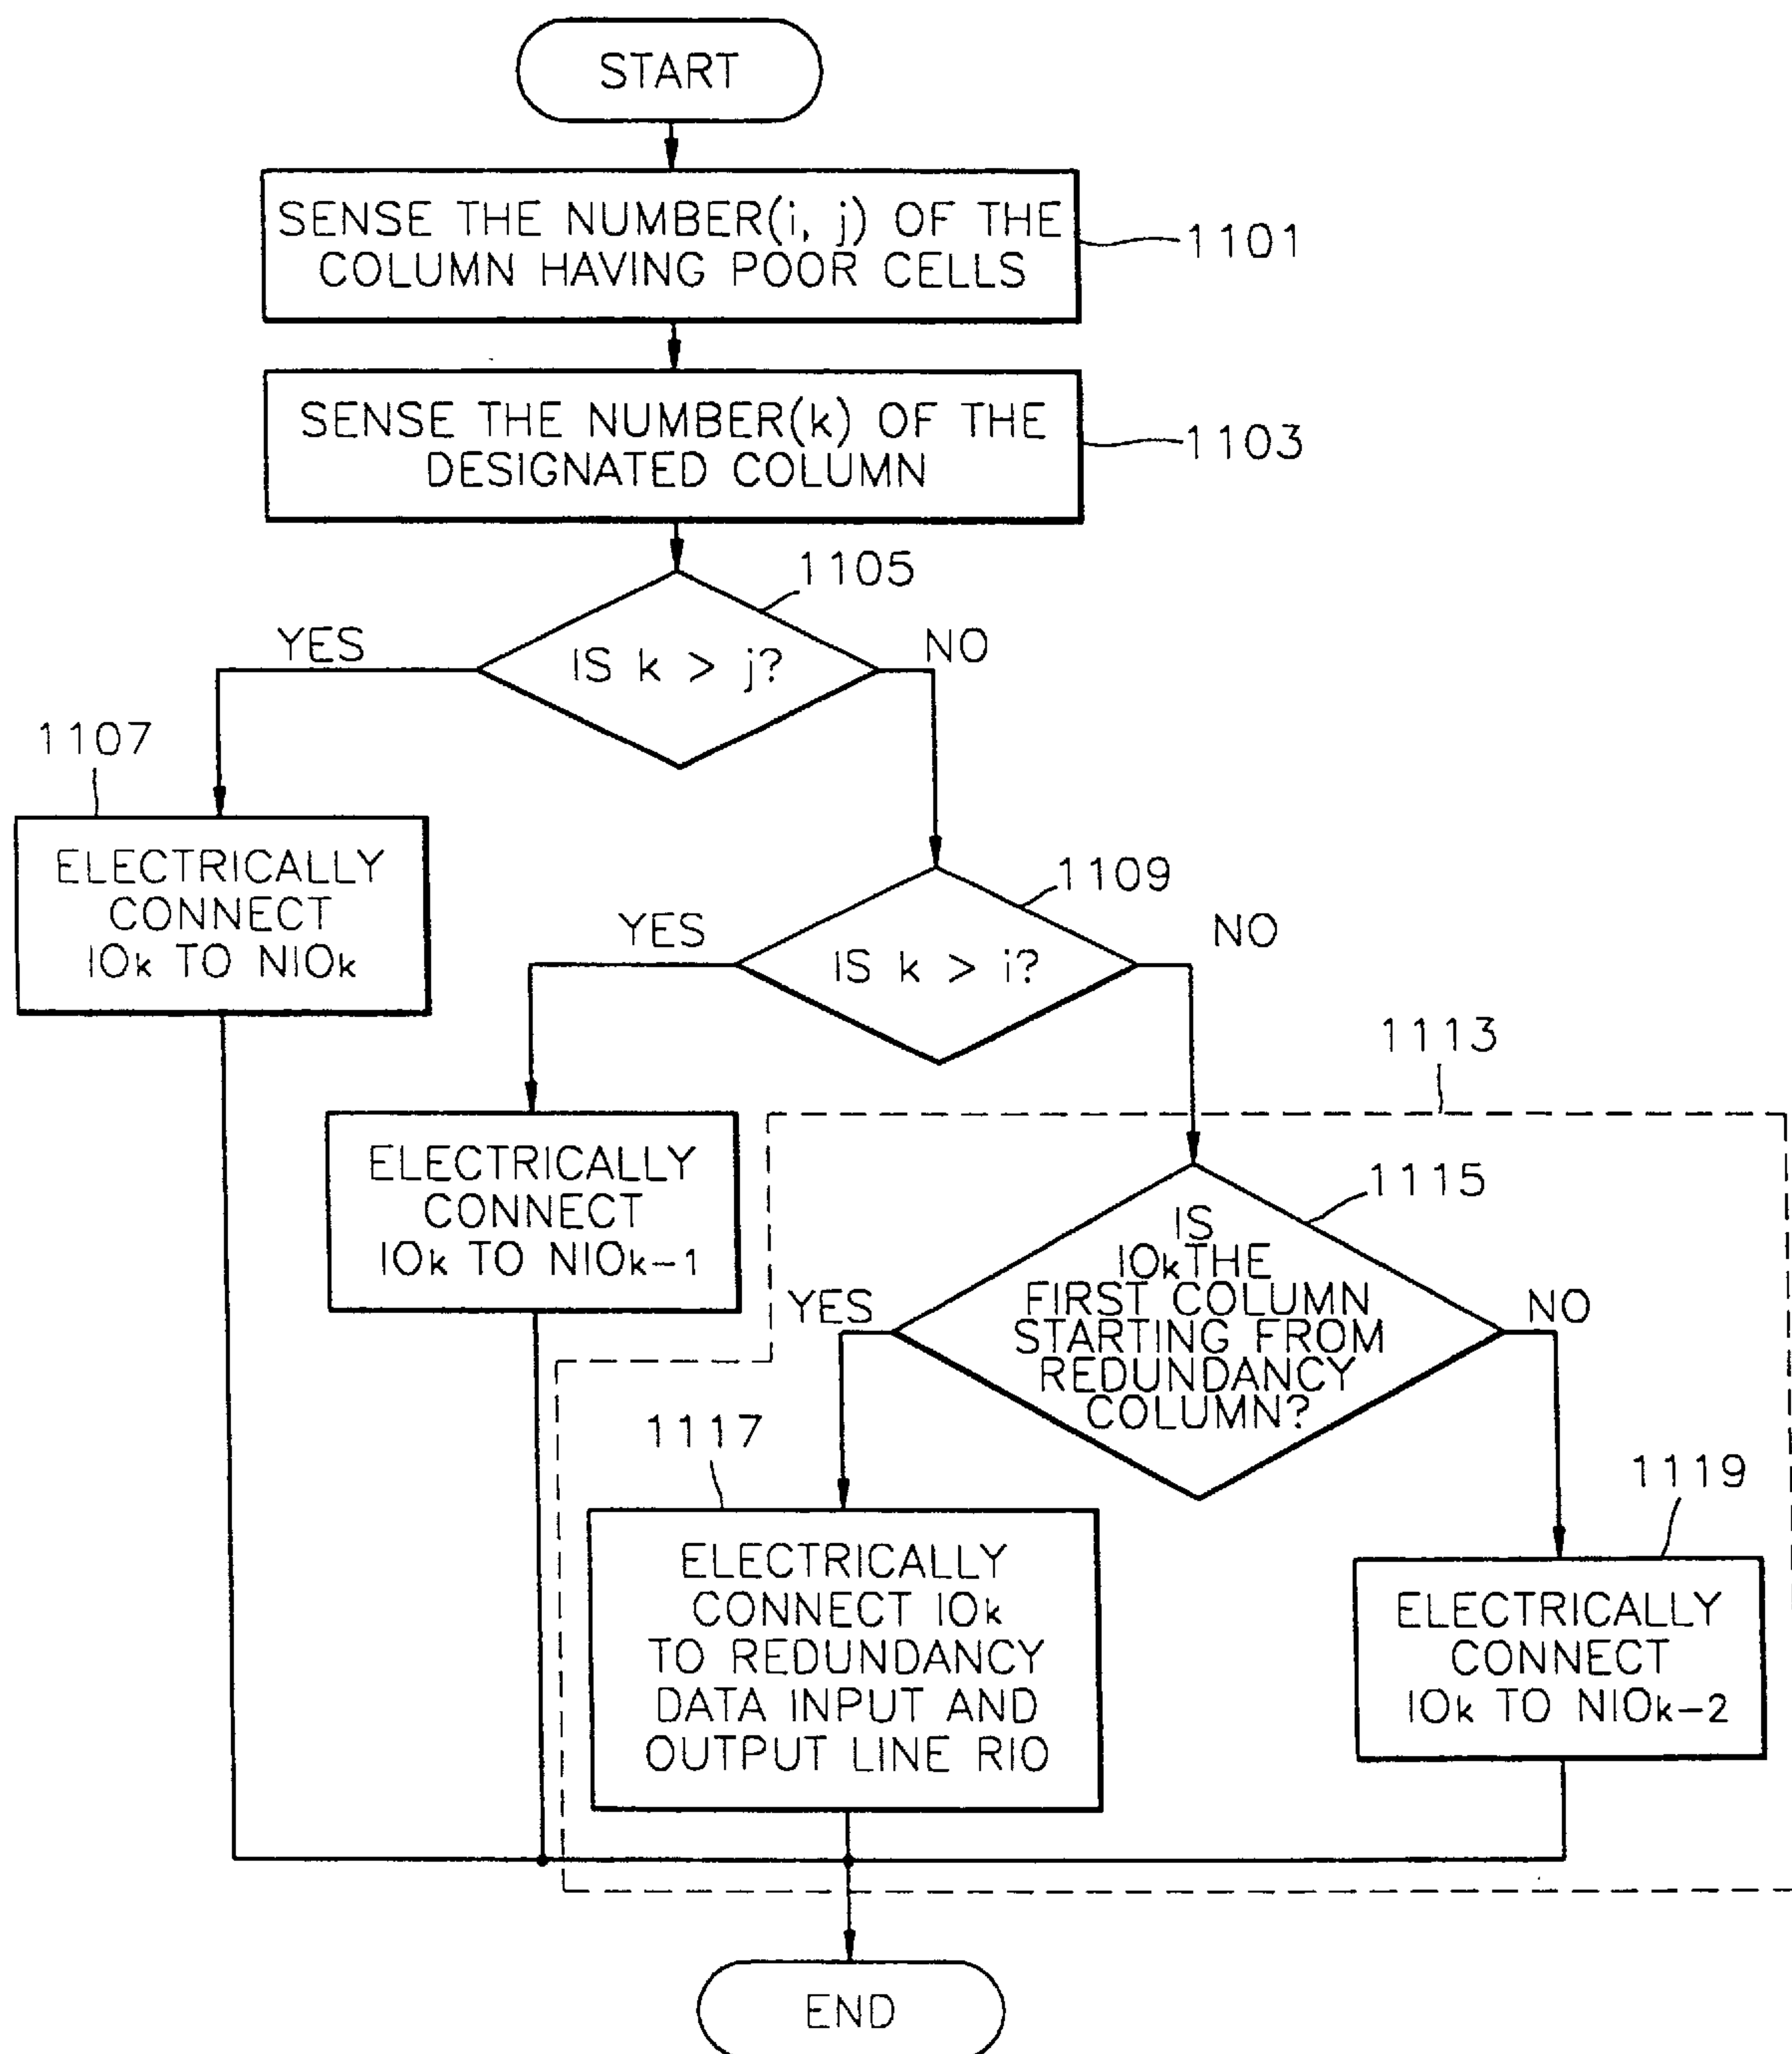 START
SENSE THE NUMBER(i, j) OF THE
COLUMN HAVING POOR CELLS
1101
SENSE THE NUMBER(k) OF THE
DESIGNATED COLUMN
1103
1105
IS k > j?
YES
NO
1107
ELECTRICALLY
CONNECT
IOk TO NIOk
1109
IS k > i?
YES
NO
ELECTRICALLY
CONNECT
IOk TO NIOk-1
1113
1115
IS
IOk THE
FIRST COLUMN
STARTING FROM
REDUNDANCY
COLUMN?
YES
NO
1117
ELECTRICALLY
CONNECT IOk
TO REDUNDANCY
DATA INPUT AND
OUTPUT LINE RIO
1119
ELECTRICALLY
CONNECT
IOk TO NIOk-2
END